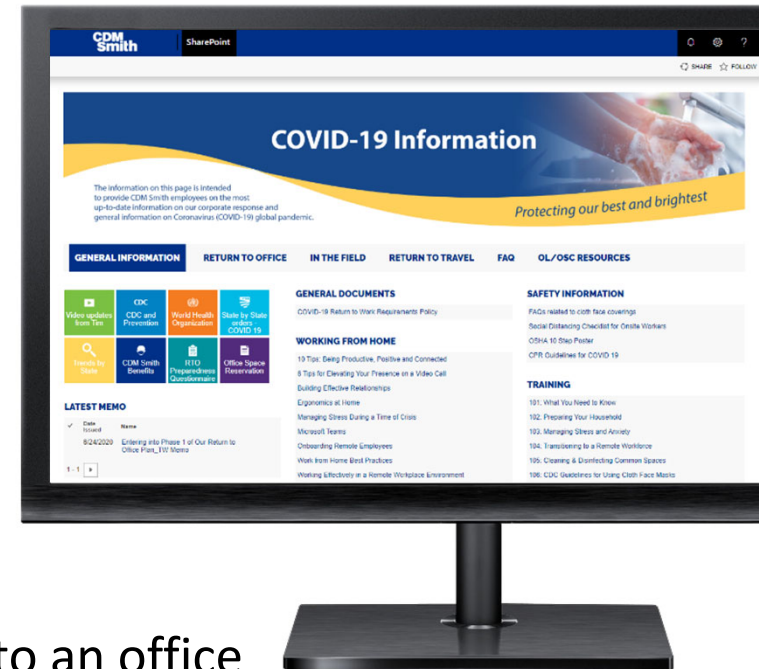 CDM
Smith
SharePoint
?
SHARE FOLLOW
COVID-19 Information
The information on this page is intended
to provide CDM Smith employees on the most
up-to-date information on our corporate response and
general information on Coronavirus (COVID-19) global pandemic.
Protecting our best and brightest
GENERAL INFORMATION RETURN TO OFFICE IN THE FIELD RETURN TO TRAVEL FAQ OL/OSC RESOURCES
Video updates
from Tim
CDC
CDC and
Prevention
World Health
Organization
State by State
orders -
COVID 19
Trends by
State
CDM Smith
Benefits
RTO
Preparedness
Questionnaire
Office Space
Reservation
LATEST MEMO
Date
Issued
Name
8/24/2020 Entering into Phase 1 of Our Return to
Office Plan_TW Memo
1 - 1
GENERAL DOCUMENTS
COVID-19 Return to Work Requirements Policy
WORKING FROM HOME
10 Tips: Being Productive, Positive and Connected
8 Tips for Elevating Your Presence on a Video Call
Building Effective Relationships
Ergonomics at Home
Managing Stress During a Time of Crisis
Microsoft Teams
Onboarding Remote Employees
Work from Home Best Practices
Working Effectively in a Remote Workplace Environment
SAFETY INFORMATION
FAQs related to cloth face coverings
Social Distancing Checklist for Onsite Workers
OSHA 10 Step Poster
CPR Guidelines for COVID 19
TRAINING
101: What You Need to Know
102: Preparing Your Household
103: Managing Stress and Anxiety
104: Transitioning to a Remote Workforce
105: Cleaning & Disinfecting Common Spaces
106: CDC Guidelines for Using Cloth Face Masks
to an office